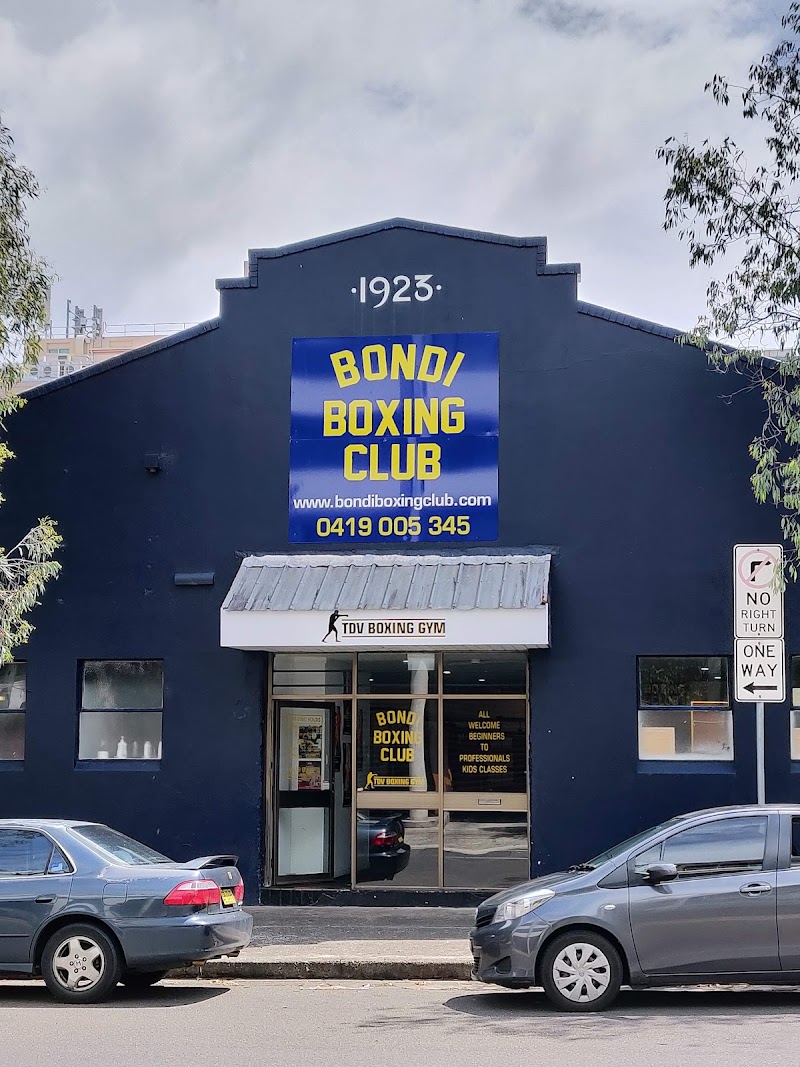 ·1923·
BONDI
BOXING
CLUB
www.bondiboxingclub.com
0419 005 345
TDV BOXING GYM
BONDI
BOXING
CLUB
TDV BOXING GYM
ALL
WELCOME
BEGINNERS
TO
PROFESSIONALS
KIDS CLASSES
NO
RIGHT
TURN
ONE
WAY